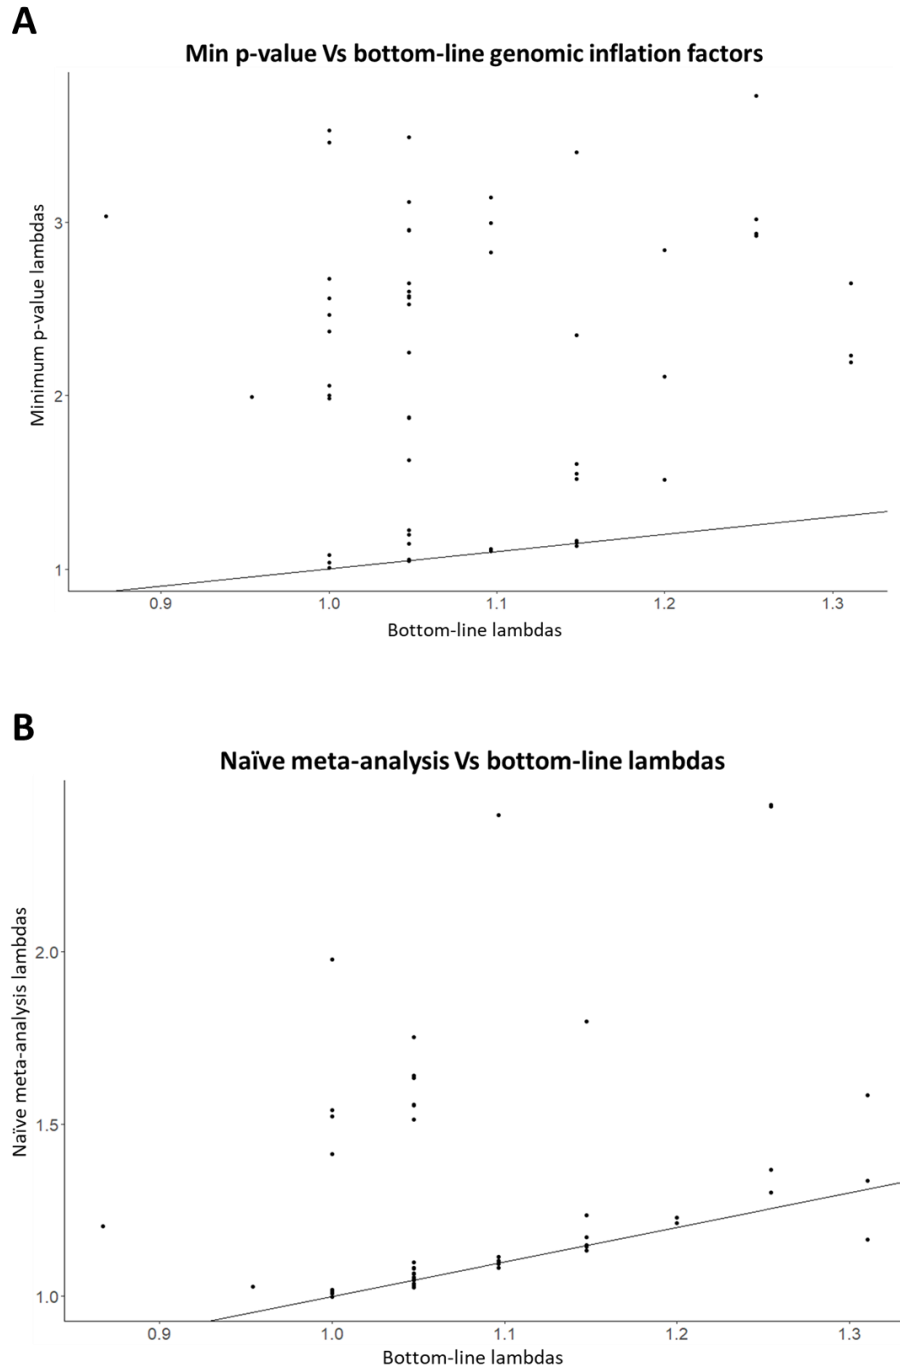 A
Min p-value Vs bottom-line genomic inflation factors
Minimum p-value lambdas
3
2
1
0.9 1.0 1.1 1.2 1.3
Bottom-line lambdas
B
Naïve meta-analysis Vs bottom-line lambdas
Naïve meta-analysis lambdas
2.0
1.5
1.0
0.9 1.0 1.1 1.2 1.3
Bottom-line lambdas